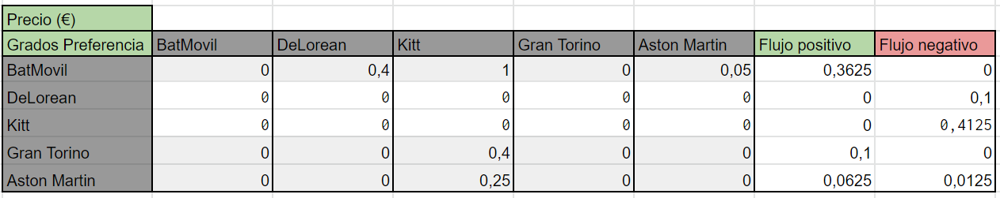 Precio (€)
Grados Preferencia BatMovil DeLorean Kitt Gran Torino Aston Martin Flujo positivo Flujo negativo
BatMovil 0 0,4 1 0 0,05 0,3625 0
DeLorean 0 0 0 0 0 0 0,1
Kitt 0 0 0 0 0 0 0,4125
Gran Torino 0 0 0,4 0 0 0,1 0
Aston Martin 0 0 0,25 0 0 0,0625 0,0125